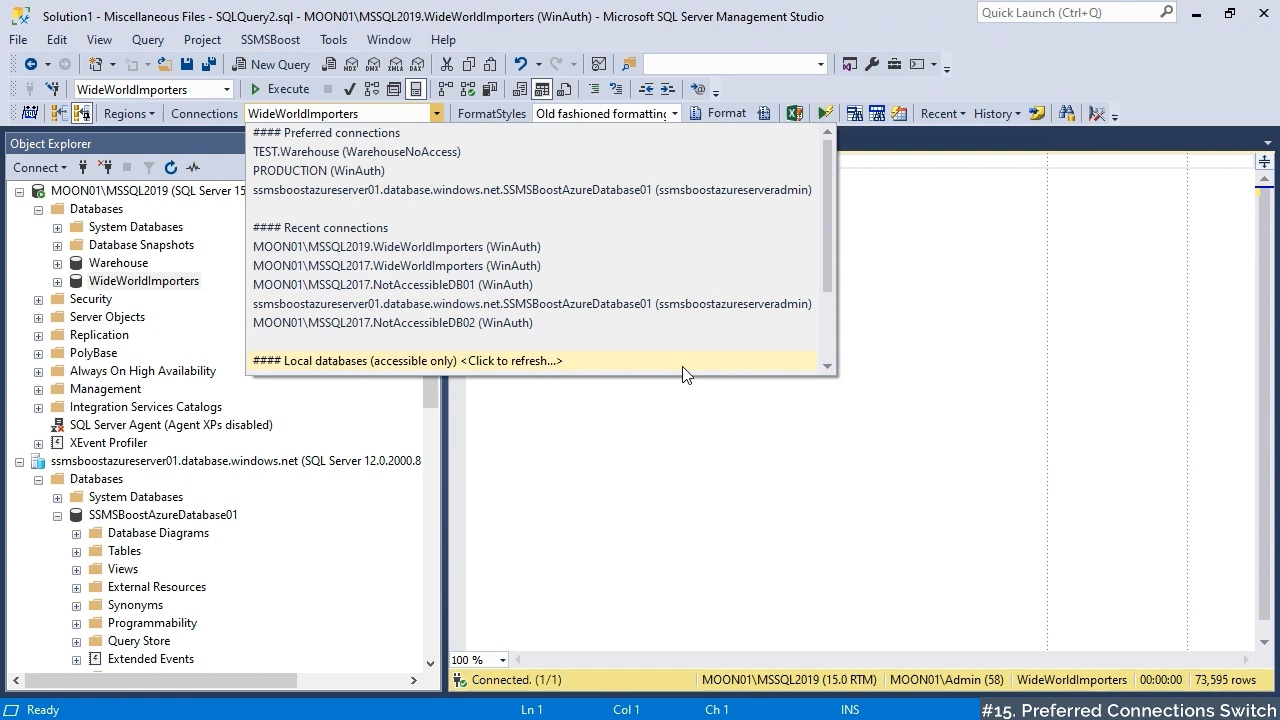 Solution1 - Miscellaneous Files - SQLQuery2.sql - MOON01\MSSQL2019.WideWorldImporters (WinAuth) - Microsoft SQL Server Management Studio
Quick Launch (Ctrl+Q)
File Edit View Query Project SSMSBoost Tools Window Help
New Query MDX DMX XMLA DAX
WideWorldImporters Execute
Regions Connections WideWorldImporters FormatStyles Old fashioned formatting Format Recent History
Object Explorer
Connect
#### Preferred connections
TEST.Warehouse (WarehouseNoAccess)
PRODUCTION (WinAuth)
ssmsboostazureserver01.database.windows.net.SSMSBoostAzureDatabase01 (ssmsboostazureserveradmin)
#### Recent connections
MOON01\MSSQL2019.WideWorldImporters (WinAuth)
MOON01\MSSQL2017.WideWorldImporters (WinAuth)
MOON01\MSSQL2017.NotAccessibleDB01 (WinAuth)
ssmsboostazureserver01.database.windows.net.SSMSBoostAzureDatabase01 (ssmsboostazureserveradmin)
MOON01\MSSQL2017.NotAccessibleDB02 (WinAuth)
#### Local databases (accessible only) <Click to refresh...>
MOON01\MSSQL2019 (SQL Server 15
Databases
System Databases
Database Snapshots
Warehouse
WideWorldImporters
Security
Server Objects
Replication
PolyBase
Always On High Availability
Management
Integration Services Catalogs
SQL Server Agent (Agent XPs disabled)
XEvent Profiler
ssmsboostazureserver01.database.windows.net (SQL Server 12.0.2000.8
Databases
System Databases
SSMSBoostAzureDatabase01
Database Diagrams
Tables
Views
External Resources
Synonyms
Programmability
Query Store
Extended Events
100 %
Connected. (1/1) MOON01\MSSQL2019 (15.0 RTM) MOON01\Admin (58) WideWorldImporters 00:00:00 73,595 rows
Ready Ln 1 Col 1 Ch 1 INS
#15. Preferred Connections Switch